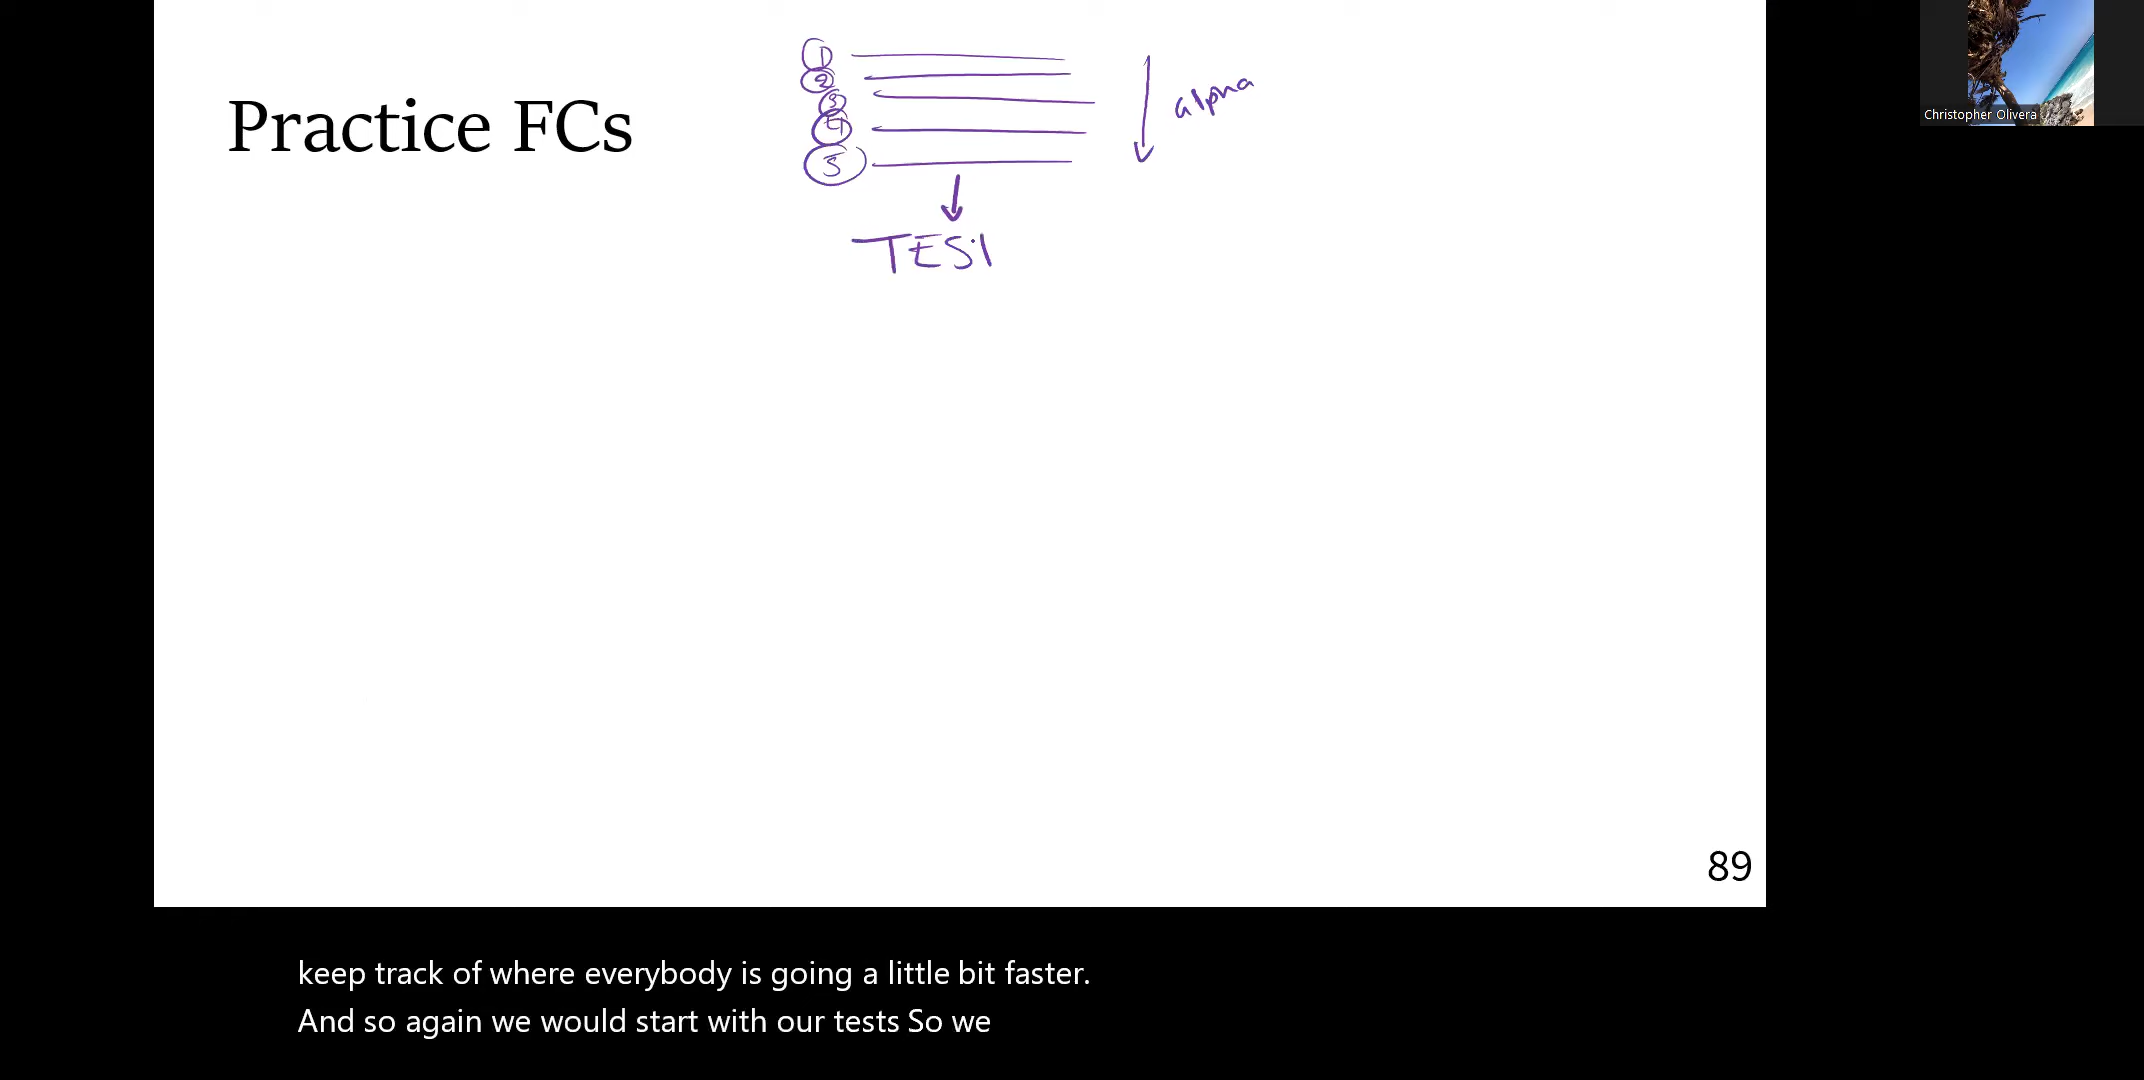 Practice FCs
1
2
3
4
5
alpha
TEST
89
Christopher Olivera
keep track of where everybody is going a little bit faster.
And so again we would start with our tests So we